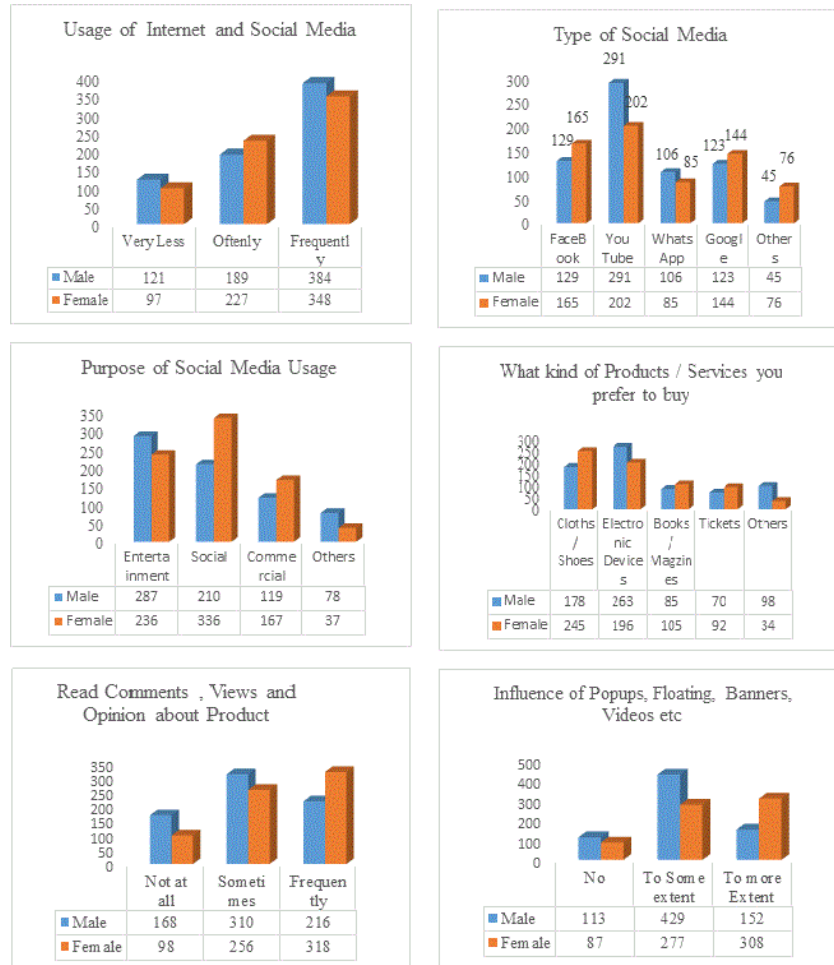 Usage of Internet and Social Media
400
350
300
250
200
150
100
50
0
Very Less Oftenly Frequentl
y
Male 121 189 384
Female 97 227 348
Type of Social Media
300
250
200
150
100
50
0
129
165
291
202
106
85
123
144
45
76
FaceB You Whats Googl Other
ook Tube App e s
Male 129 291 106 123 45
Female 165 202 85 144 76
Purpose of Social Media Usage
350
300
250
200
150
100
50
0
Enterta Social Comme Others
inment rcial
Male 287 210 119 78
Female 236 336 167 37
What kind of Products / Services you
prefer to buy
300
250
200
150
100
50
0
Cloths Electro Books Tickets Others
/ nic /
Shoes Device Magzin
s es
Male 178 263 85 70 98
Female 245 196 105 92 34
Read Comments , Views and
Opinion about Product
350
300
250
200
150
100
50
0
Not at Someti Frequen
all mes tly
Male 168 310 216
Female 98 256 318
Influence of Popups, Floating, Banners,
Videos etc
500
400
300
200
100
0
No To Some To more
extent Extent
Male 113 429 152
Female 87 277 308